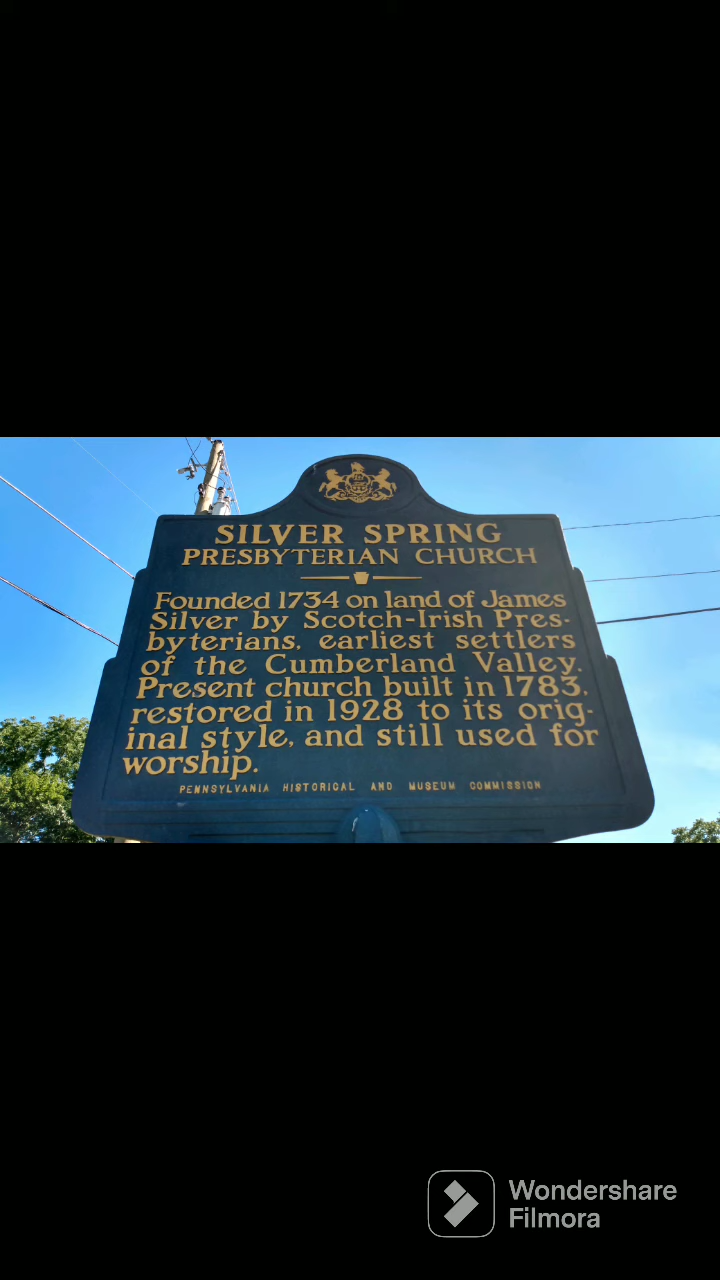 SILVER SPRING
PRESBYTERIAN CHURCH
Founded 1734 on land of James
Silver by Scotch-Irish Pres-
byterians, earliest settlers
of the Cumberland Valley.
Present church built in 1783,
restored in 1928 to its orig-
inal style, and still used for
worship.
PENNSYLVANIA HISTORICAL AND MUSEUM COMMISSION
Wondershare
Filmora